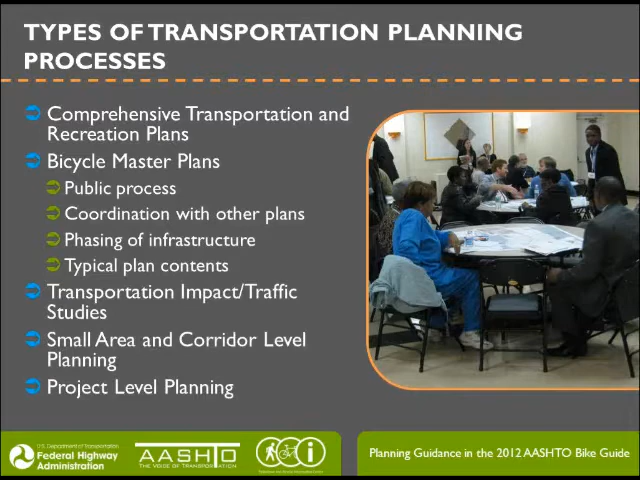 TYPES OF TRANSPORTATION PLANNING
PROCESSES
Comprehensive Transportation and
Recreation Plans
Bicycle Master Plans
Public process
Coordination with other plans
Phasing of infrastructure
Typical plan contents
Transportation Impact/Traffic
Studies
Small Area and Corridor Level
Planning
Project Level Planning
U.S. Department of Transportation
Federal Highway
Administration
AASHTO
THE VOICE OF TRANSPORTATION
Planning Guidance in the 2012 AASHTO Bike Guide